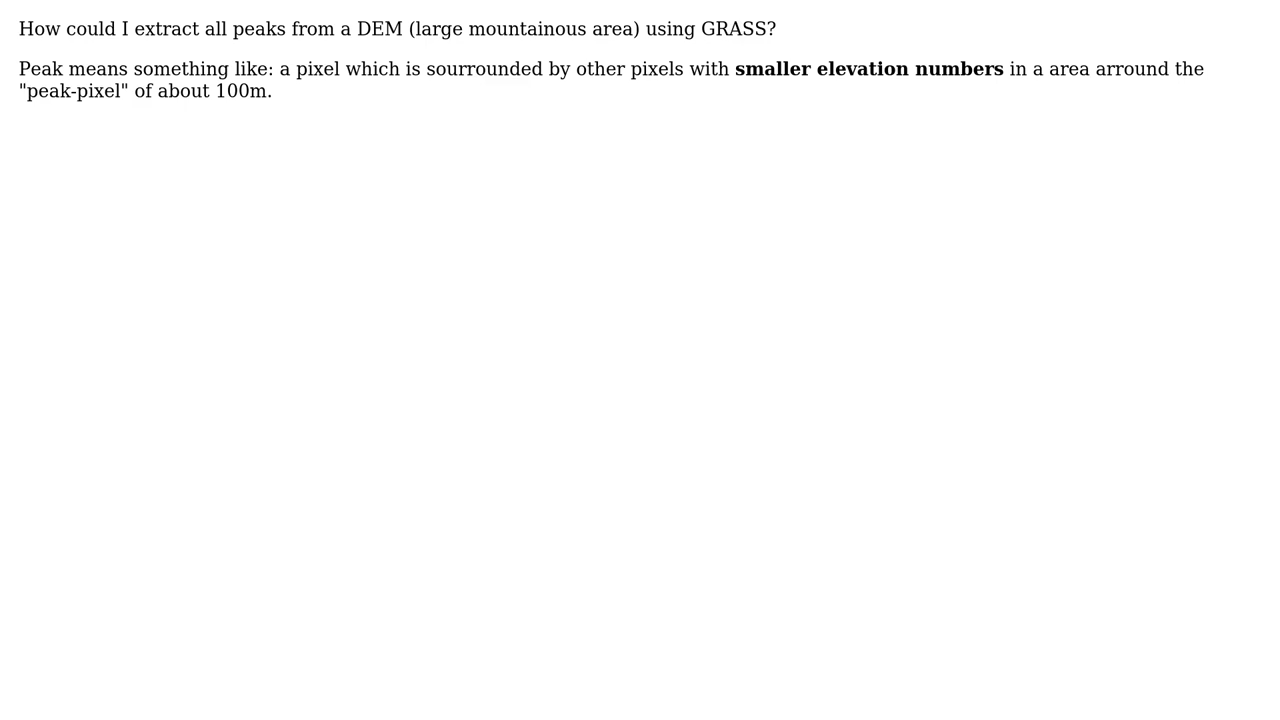 How could I extract all peaks from a DEM (large mountainous area) using GRASS?
Peak means something like: a pixel which is sourrounded by other pixels with smaller elevation numbers in a area arround the
"peak-pixel" of about 100m.